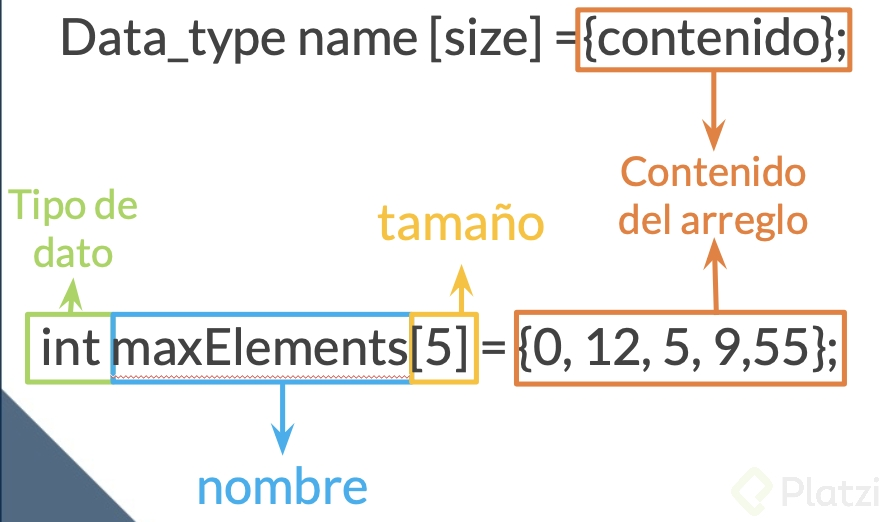 Data_type name [size] ={contenido};
Tipo de
dato
tamaño
Contenido
del arreglo
int maxElements[5] = {0, 12, 5, 9,55};
nombre
Platzi